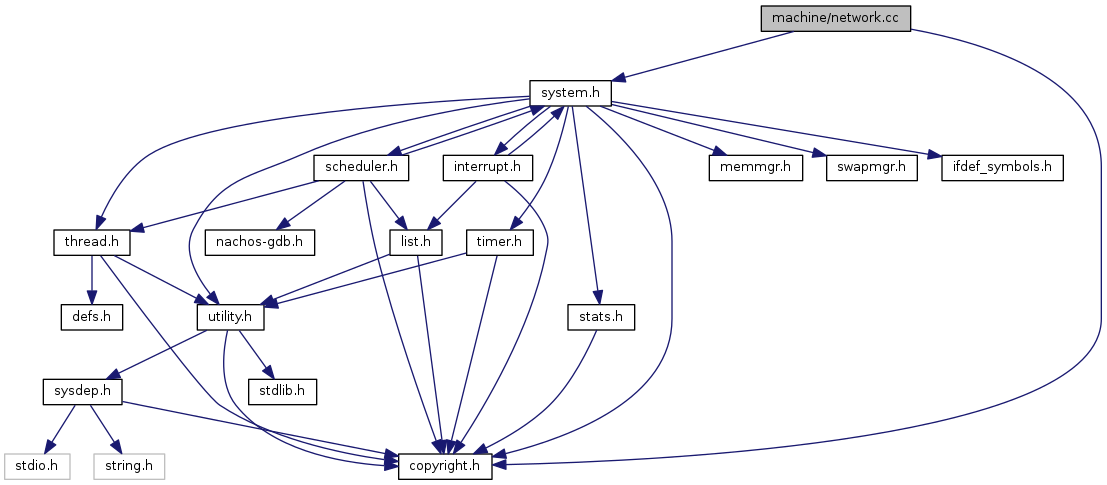 machine/network.cc
system.h
scheduler.h
interrupt.h
memmgr.h
swapmgr.h
ifdef_symbols.h
thread.h
nachos-gdb.h
list.h
timer.h
defs.h
utility.h
stats.h
sysdep.h
stdlib.h
stdio.h
string.h
copyright.h